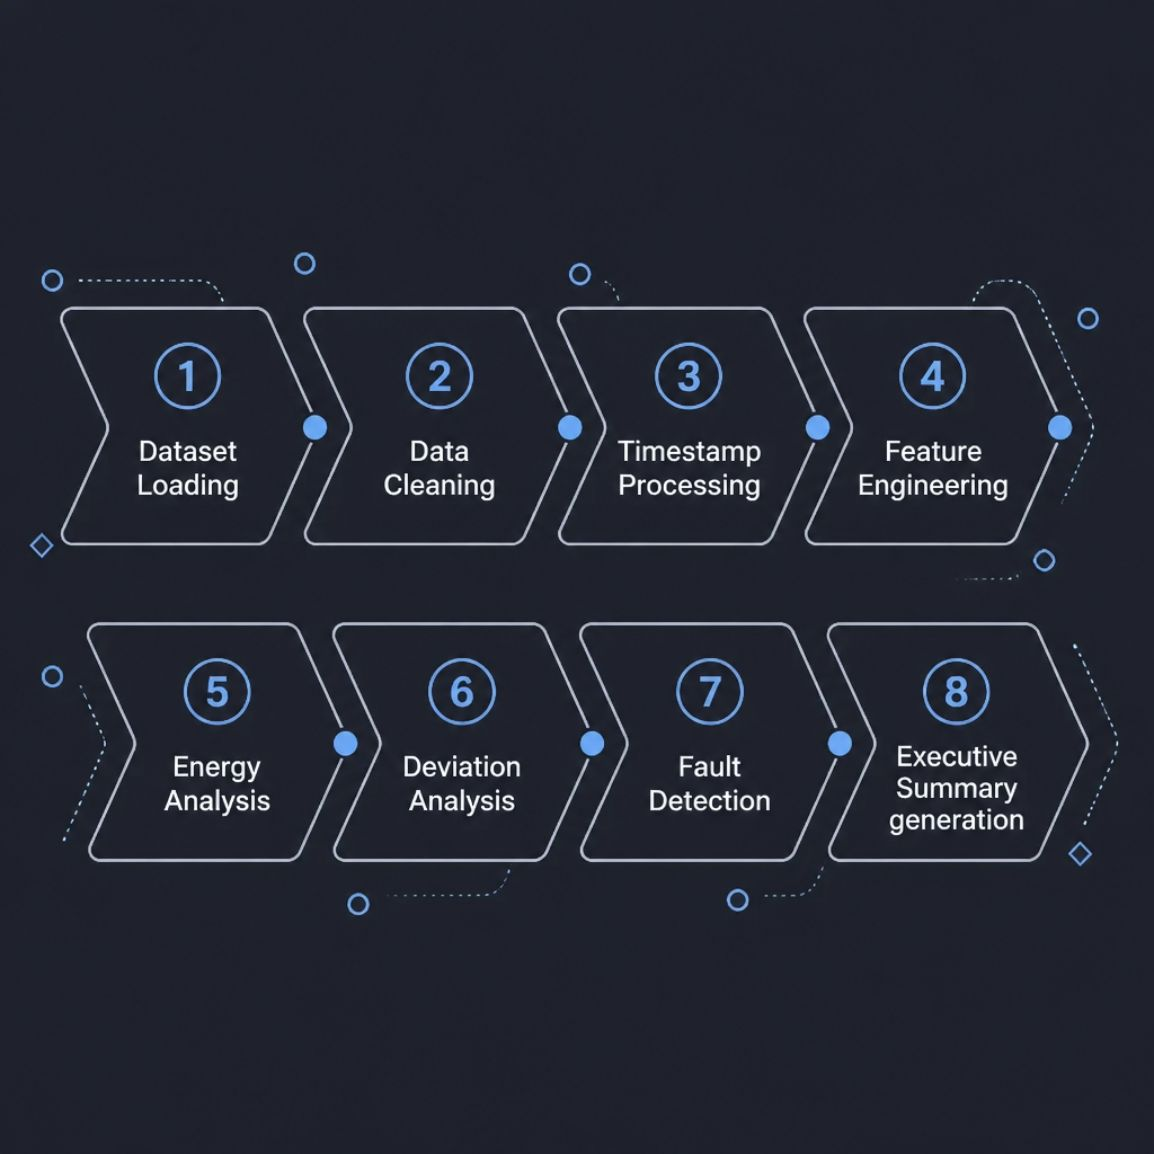 1
Dataset
Loading
2
Data
Cleaning
3
Timestamp
Processing
4
Feature
Engineering
5
Energy
Analysis
6
Deviation
Analysis
7
Fault
Detection
8
Executive
Summary
generation